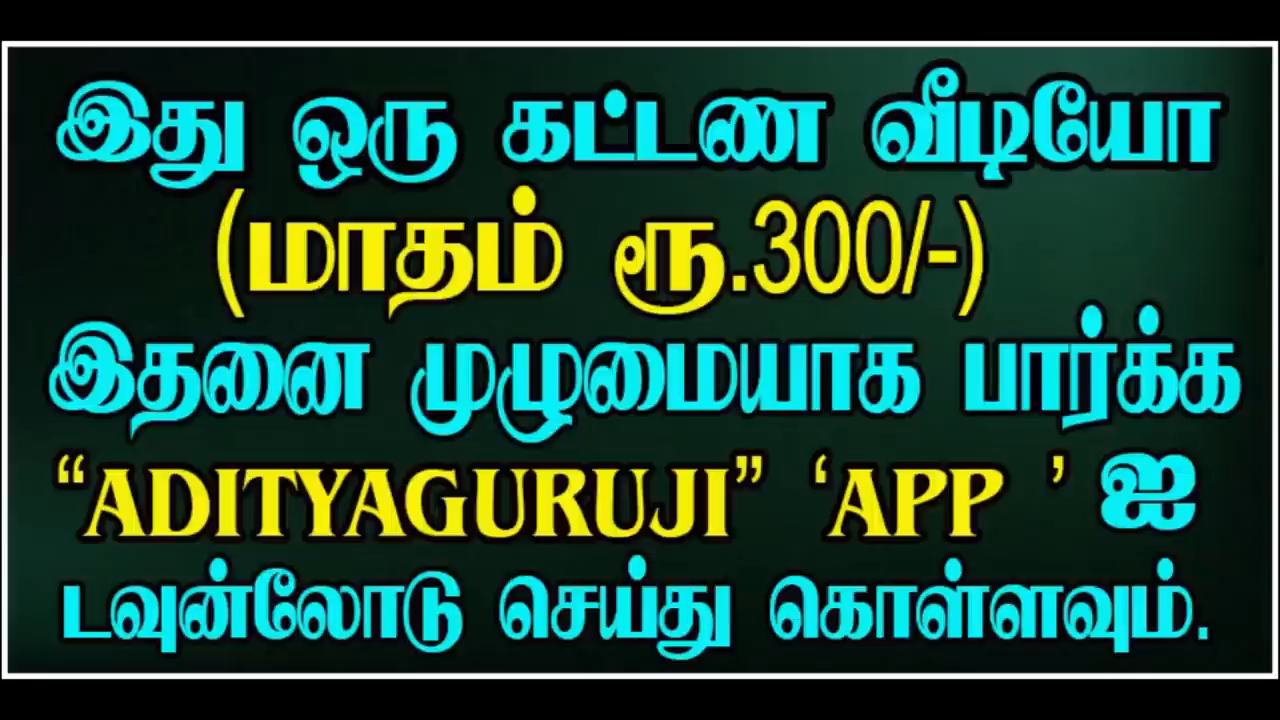 இது ஒரு கட்டண வீடியோ
(மாதம் ரூ.300/-)
இதனை முழுமையாக பார்க்க
“ADITYAGURUJI” ‘APP ’ ஐ
டவுன்லோடு செய்து கொள்ளவும்.